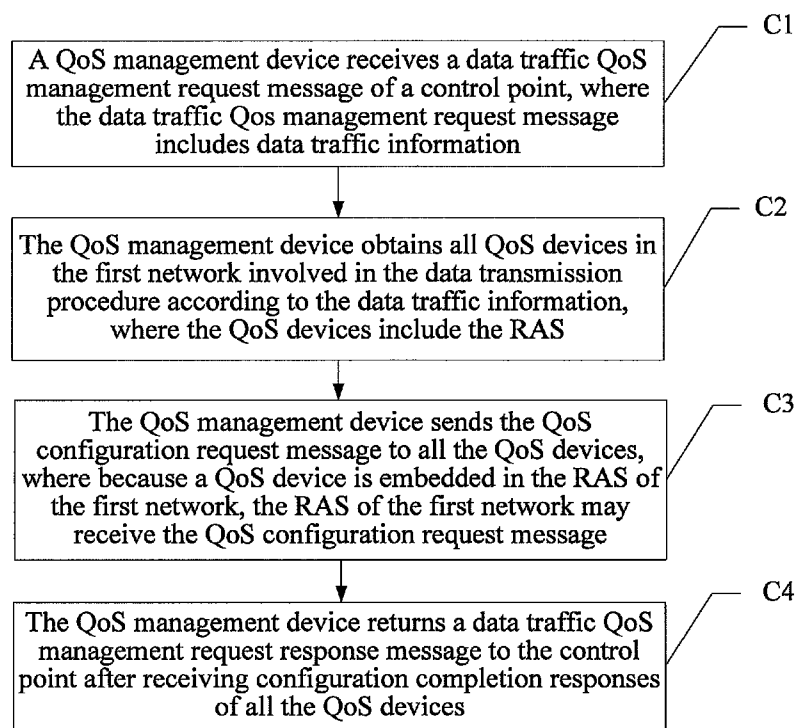 C1
A QoS management device receives a data traffic QoS
management request message of a control point, where
the data traffic Qos management request message
includes data traffic information
C2
The QoS management device obtains all QoS devices in
the first network involved in the data transmission
procedure according to the data traffic information,
where the QoS devices include the RAS
C3
The QoS management device sends the QoS
configuration request message to all the QoS devices,
where because a QoS device is embedded in the RAS of
the first network, the RAS of the first network may
receive the QoS configuration request message
C4
The QoS management device returns a data traffic QoS
management request response message to the control
point after receiving configuration completion responses
of all the QoS devices